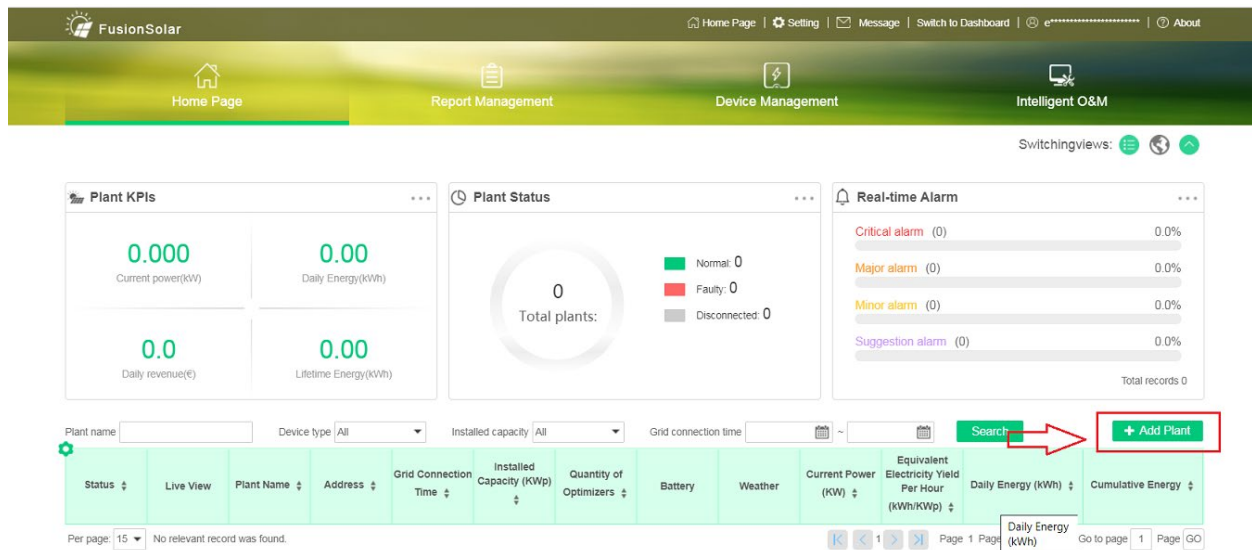 FusionSolar
Home Page | Setting | Message | Switch to Dashboard | e*********************** | About
Home Page
Report Management
Device Management
Intelligent O&M
Switchingviews:
Plant KPIs
0.000
Current power(kW)
0.00
Daily Energy(kWh)
0.0
Daily revenue(€)
0.00
Lifetime Energy(kWh)
Plant Status
0
Total plants:
Normal: 0
Faulty: 0
Disconnected: 0
Real-time Alarm
Critical alarm (0) 0.0%
Major alarm (0) 0.0%
Minor alarm (0) 0.0%
Suggestion alarm (0) 0.0%
Total records 0
Plant name
Device type All
Installed capacity All
Grid connection time ~
Search
+ Add Plant
Status
Live View
Plant Name
Address
Grid Connection
Time
Installed
Capacity (KWp)
Quantity of
Optimizers
Battery
Weather
Current Power
(KW)
Equivalent
Electricity Yield
Per Hour
(kWh/KWp)
Daily Energy (kWh)
Cumulative Energy
Per page: 15 No relevant record was found.
1 Page 1 Page
Daily Energy
(kWh)
Go to page 1 Page GO